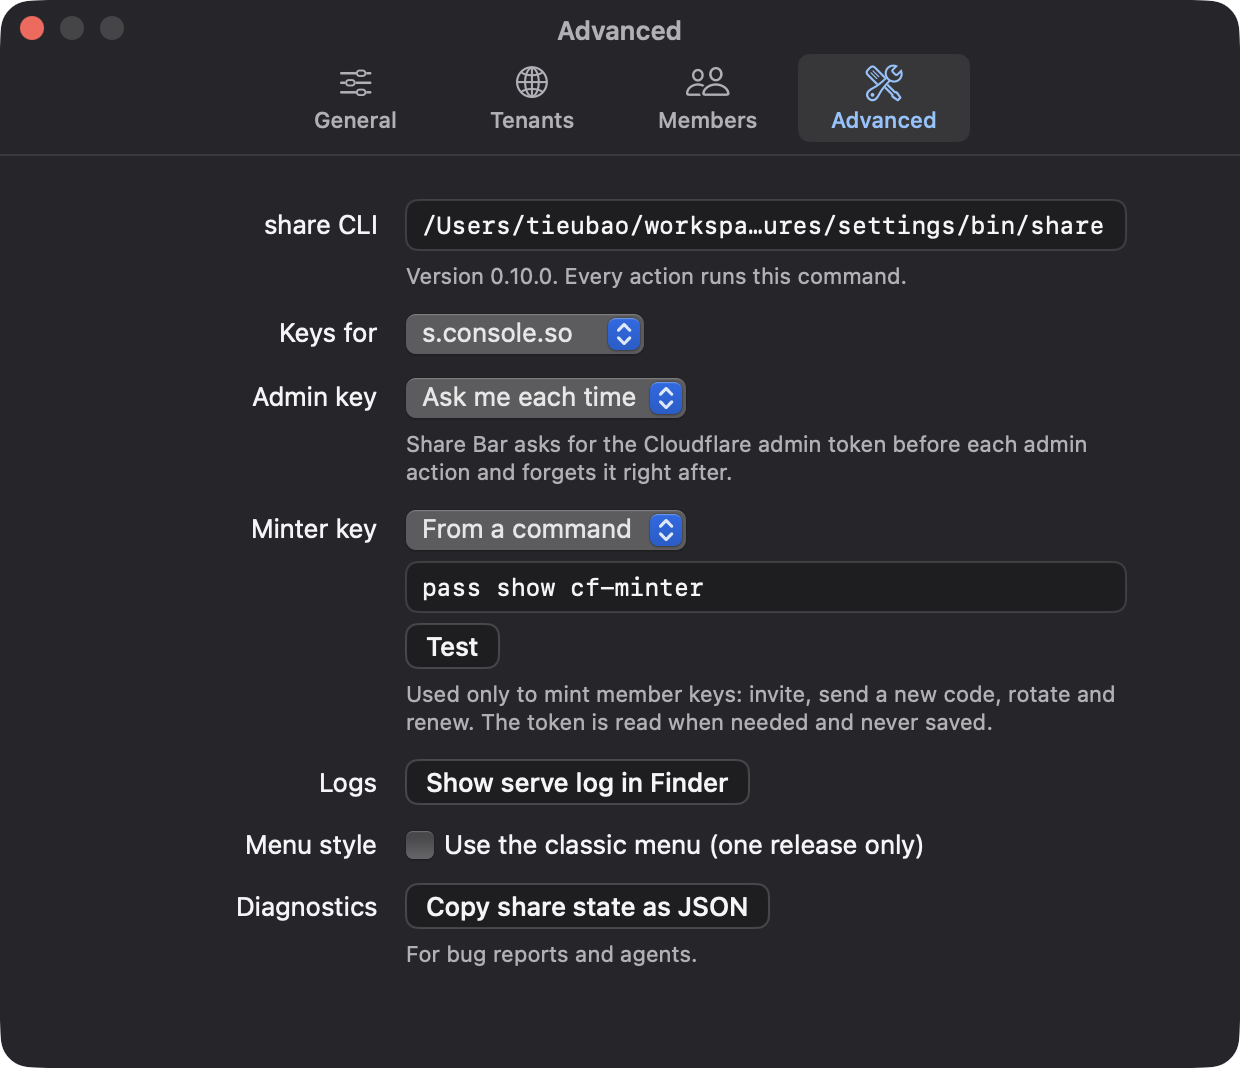 Advanced
General
Tenants
Members
Advanced
share CLI
/Users/tieubao/workspa…ures/settings/bin/share
Version 0.10.0. Every action runs this command.
Keys for
s.console.so
Admin key
Ask me each time
Share Bar asks for the Cloudflare admin token before each admin
action and forgets it right after.
Minter key
From a command
pass show cf-minter
Test
Used only to mint member keys: invite, send a new code, rotate and
renew. The token is read when needed and never saved.
Logs
Show serve log in Finder
Menu style
Use the classic menu (one release only)
Diagnostics
Copy share state as JSON
For bug reports and agents.